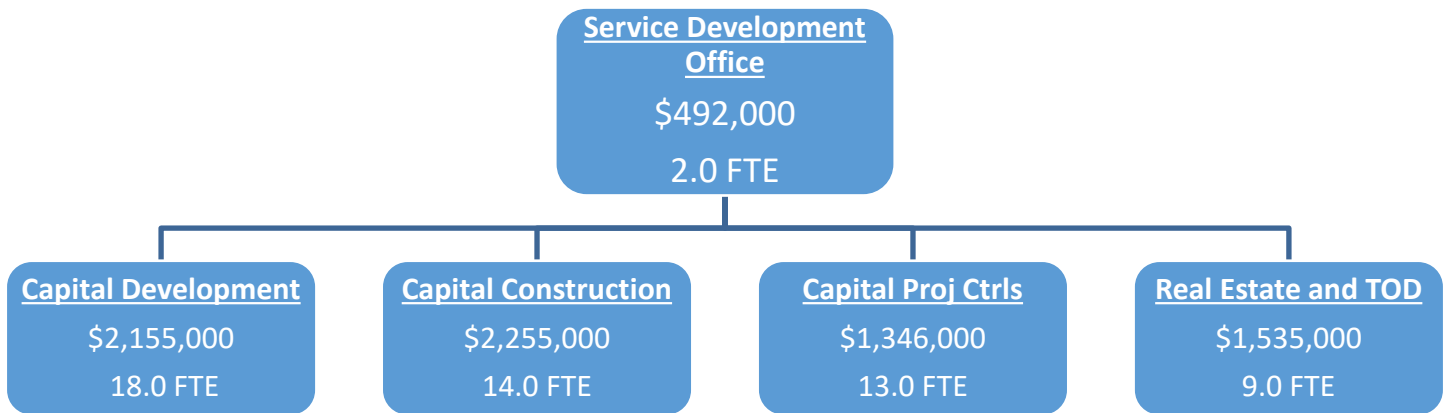 Service Development
Office
$492,000
2.0 FTE
Capital Development
$2,155,000
18.0 FTE
Capital Construction
$2,255,000
14.0 FTE
Capital Proj Ctrls
$1,346,000
13.0 FTE
Real Estate and TOD
$1,535,000
9.0 FTE